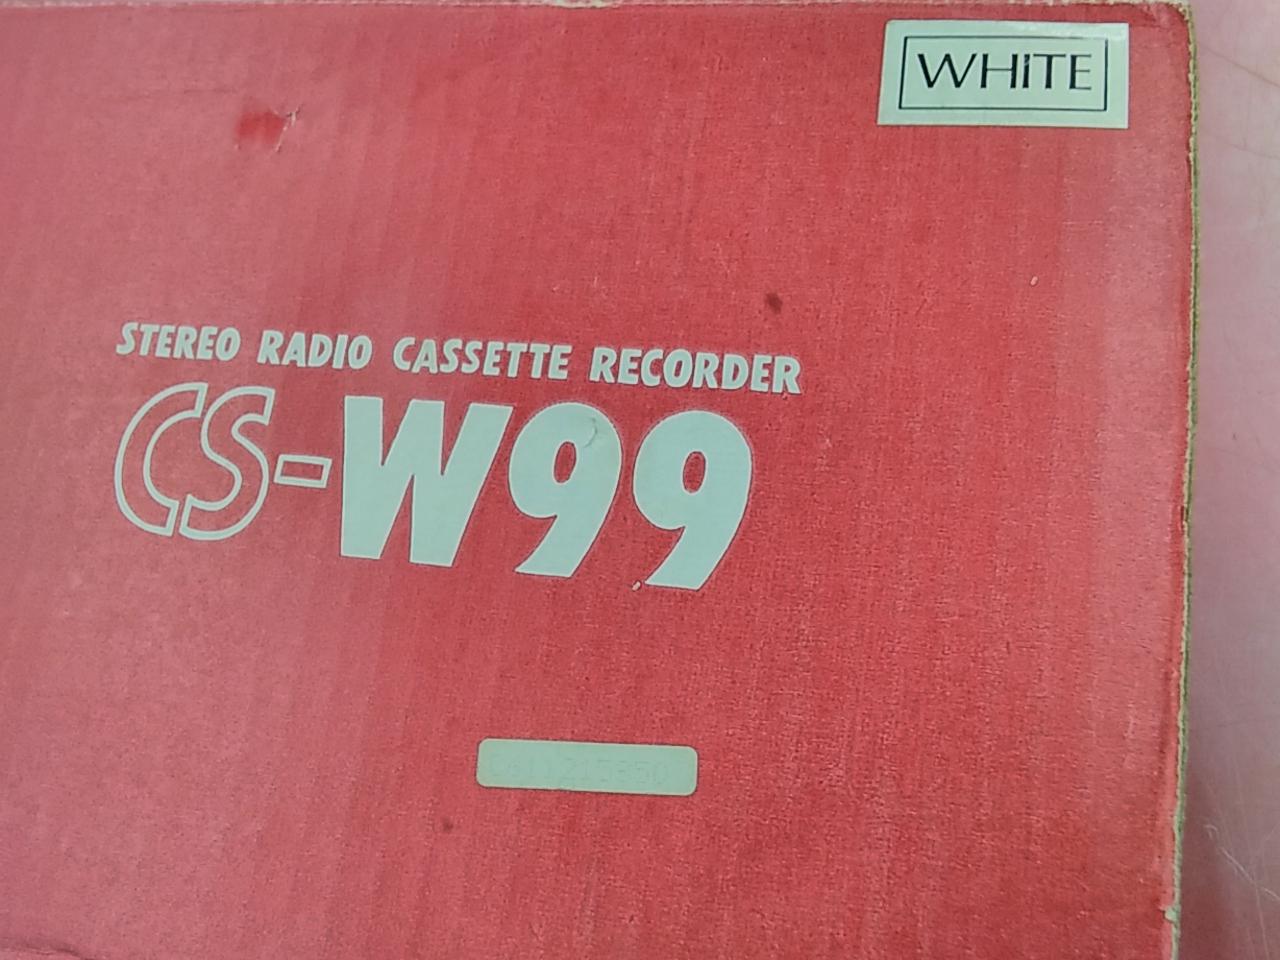 WHITE
STEREO RADIO CASSETTE RECORDER
CS-W99